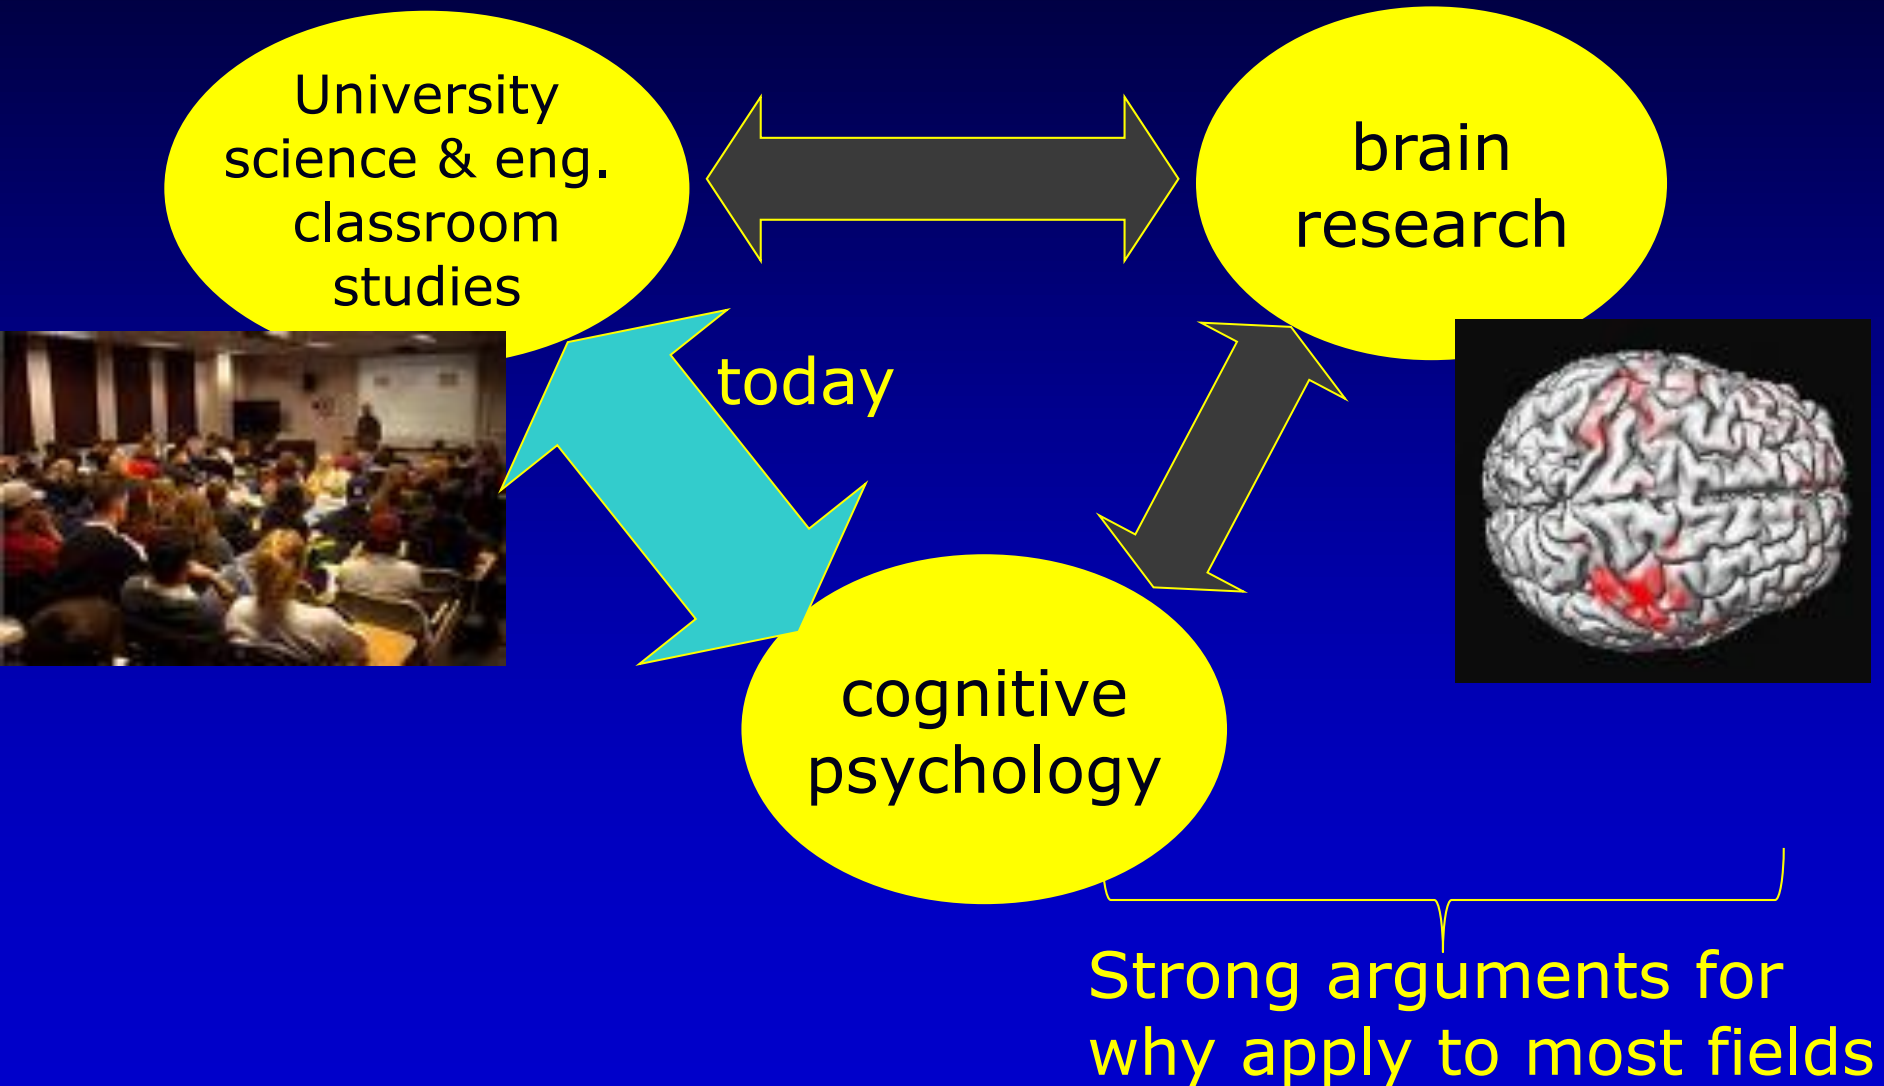 University
science & eng.
classroom
studies
brain
research
today
cognitive
psychology
Strong arguments for
why apply to most fields